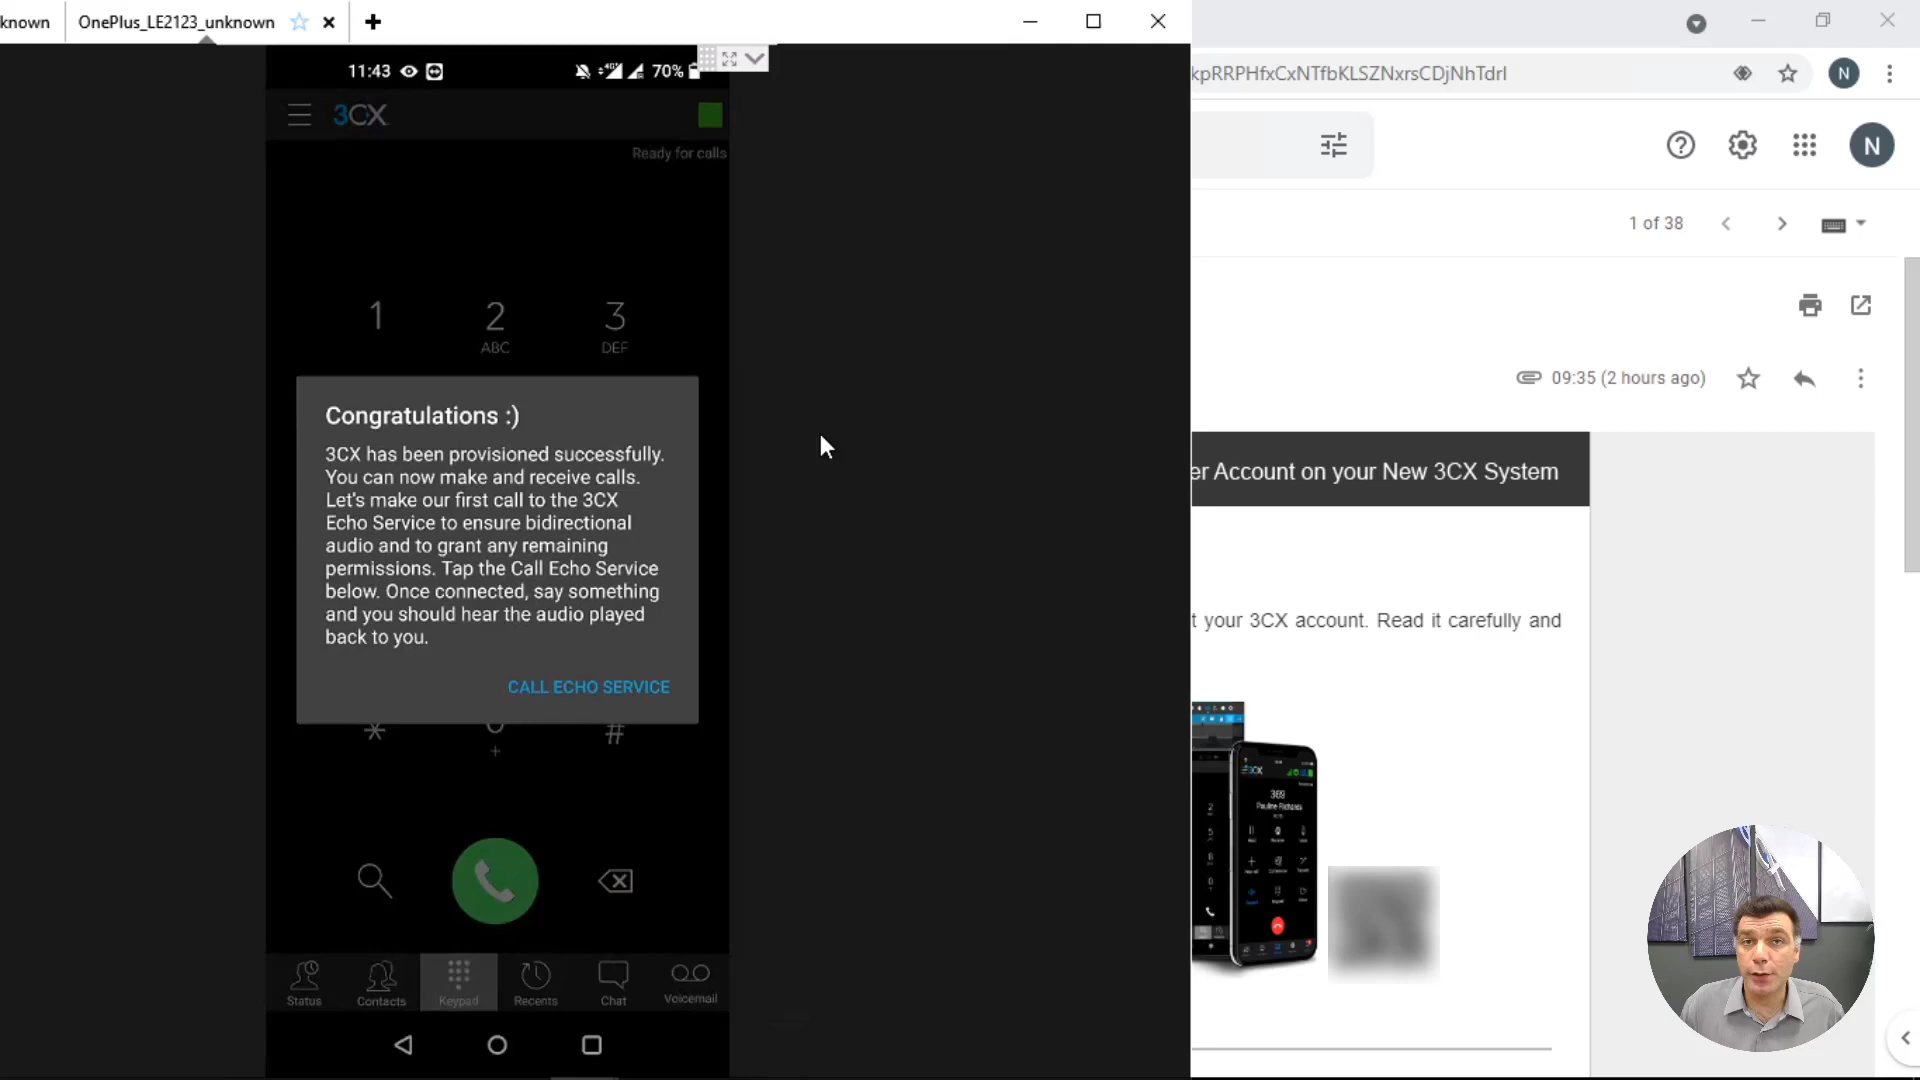 known
OnePlus_LE2123_unknown
11:43
70%
3CX
Ready for calls
1
2
3
ABC
DEF
Congratulations :)
3CX has been provisioned successfully.
You can now make and receive calls.
Let's make our first call to the 3CX
Echo Service to ensure bidirectional
audio and to grant any remaining
permissions. Tap the Call Echo Service
below. Once connected, say something
and you should hear the audio played
back to you.
CALL ECHO SERVICE
*
#
+
Status
Contacts
Keypad
Recents
Chat
Voicemail
kpRRPHfxCxNTfbKLSZNxrsCDjNhTdrl
N
N
1 of 38
09:35 (2 hours ago)
er Account on your New 3CX System
t your 3CX account. Read it carefully and
3CX
369
Pauline Richards